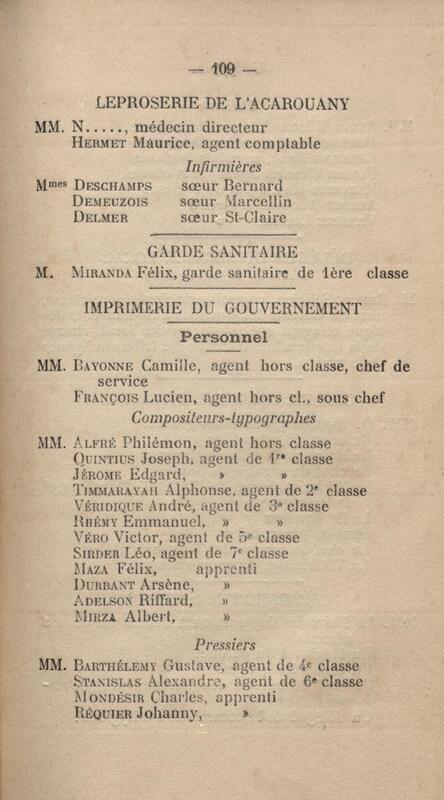 — 109 —
LEPROSERIE DE L'ACAROUANY
MM. N....., médecin directeur
HERMET Maurice, agent comptable
Infirmières
Mmes DESCHAMPS sœur Bernard
DEMEUZOIS sœur Marcellin
DELMER sœur St-Claire
GARDE SANITAIRE
M. MIRANDA Félix, garde sanitaire de 1ère classe
IMPRIMERIE DU GOUVERNEMENT
Personnel
MM. BAYONNE Camille, agent hors classe, chef de
service
FRANÇOIS Lucien, agent hors cl., sous chef
Compositeurs-typographes
MM. ALFRÉ Philémon, agent hors classe
QUINTIUS Joseph, agent de 1re classe
JÉROME Edgard, » »
TIMMARAYAH Alphonse, agent de 2e classe
VÉRIDIQUE André, agent de 3e classe
RHÉMY Emmanuel, » »
VÉRO Victor, agent de 5e classe
SIRDER Léo, agent de 7e classe
MAZA Félix, apprenti
DURBANT Arsène, »
ADELSON Riffard, »
MIRZA Albert, »
Pressiers
MM. BARTHÉLEMY Gustave, agent de 4e classe
STANISLAS Alexandre, agent de 6e classe
MONDÉSIR Charles, apprenti
RÉQUIER Johanny, »